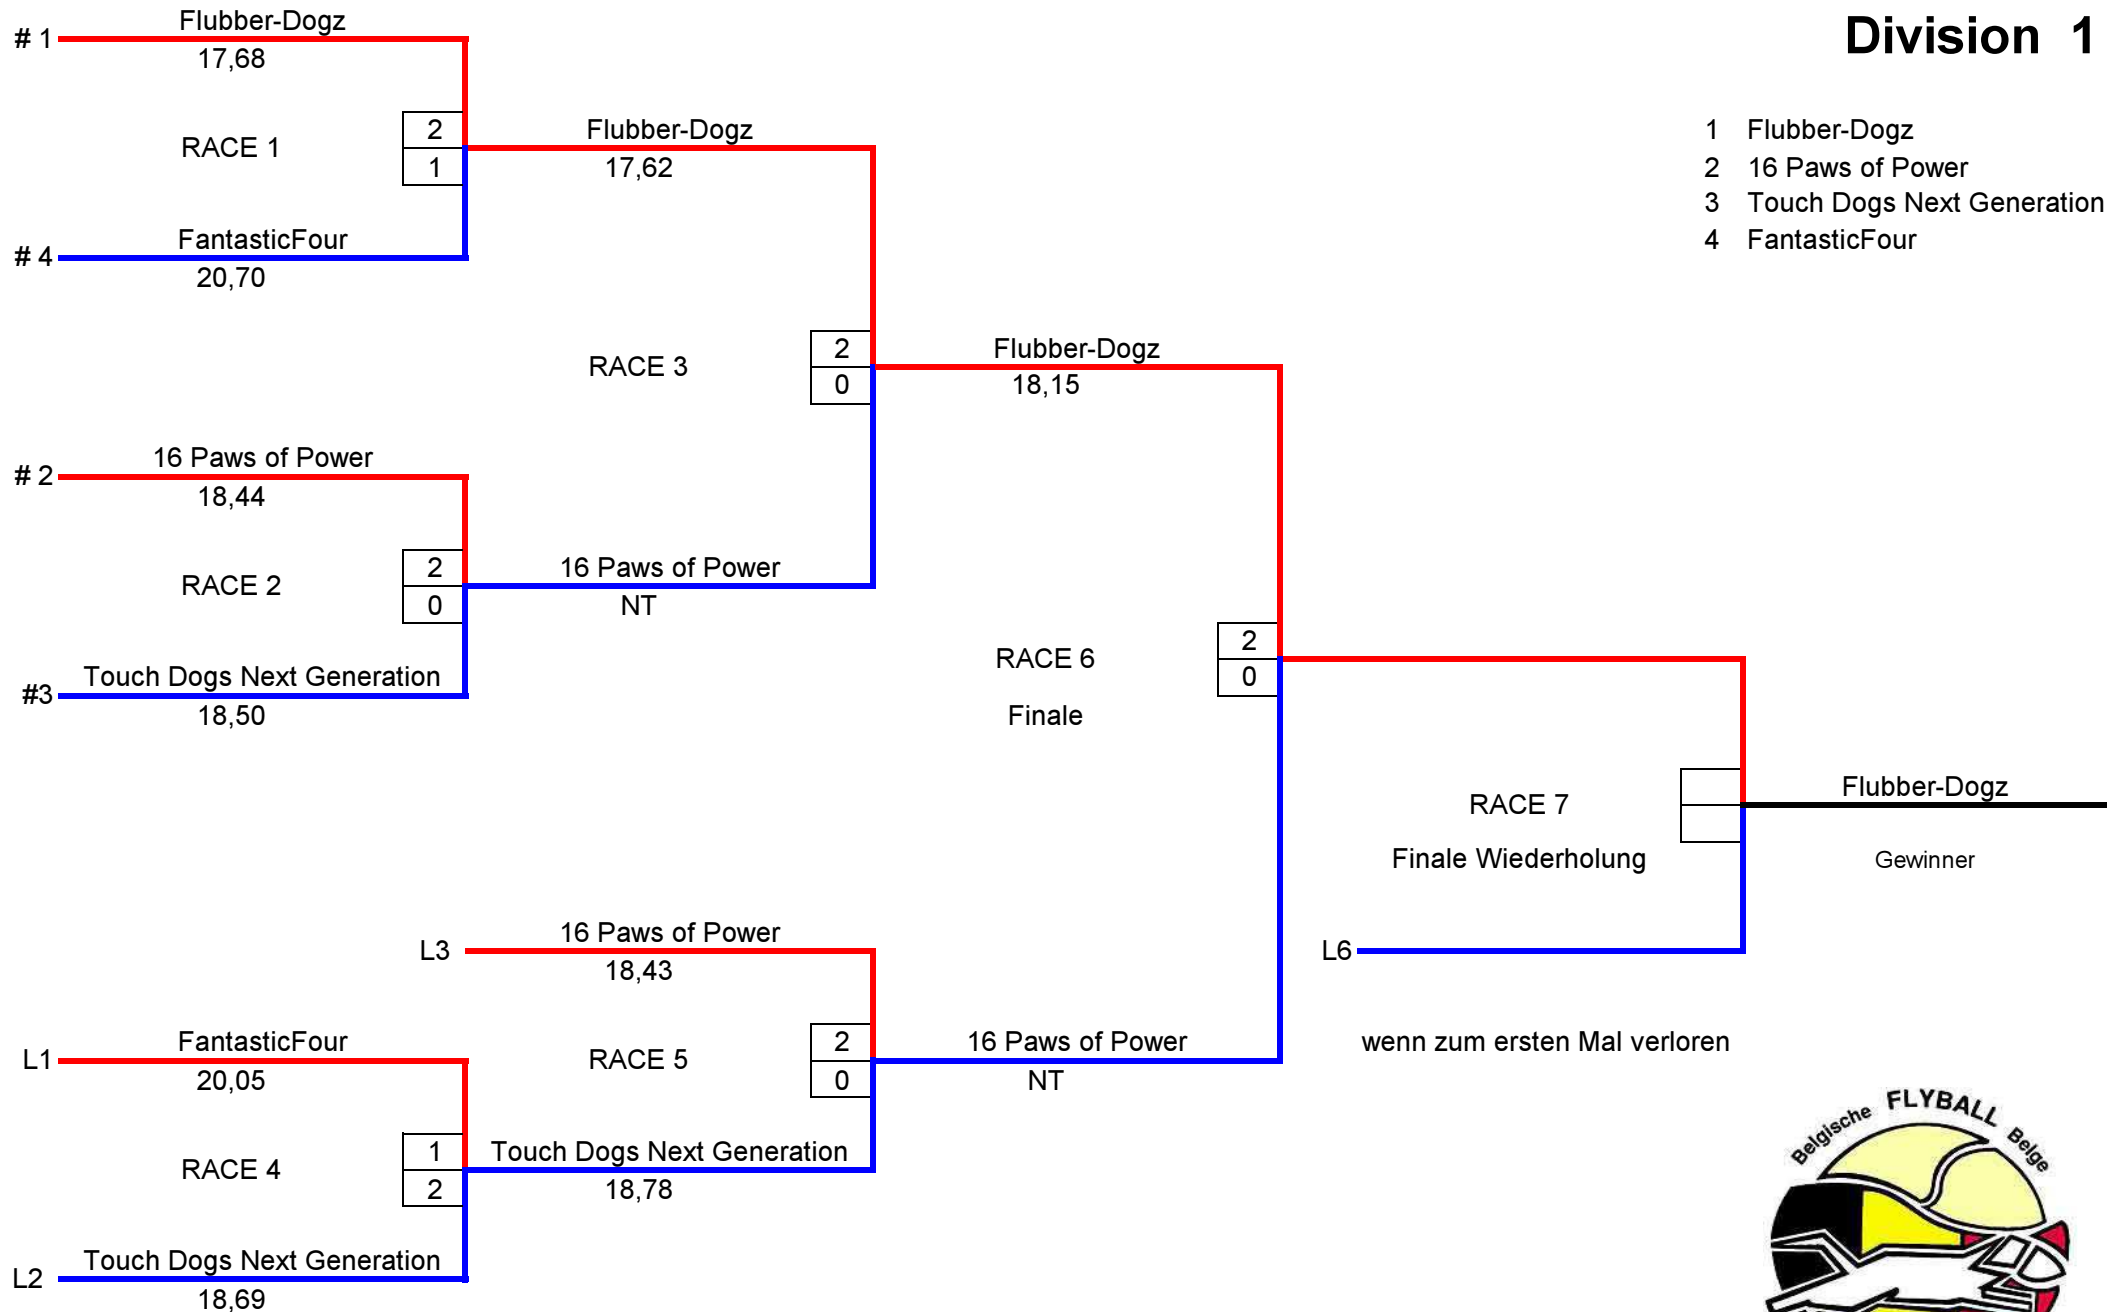 Division 1
1 Flubber-Dogz
2 16 Paws of Power
3 Touch Dogs Next Generation
4 FantasticFour
# 1
Flubber-Dogz
17,68
RACE 1
2
1
# 4
FantasticFour
20,70
Flubber-Dogz
17,62
RACE 3
2
0
Flubber-Dogz
18,15
# 2
16 Paws of Power
18,44
RACE 2
2
0
16 Paws of Power
NT
#3
Touch Dogs Next Generation
18,50
RACE 6
2
0
Finale
RACE 7
Finale Wiederholung
Flubber-Dogz
Gewinner
L6
wenn zum ersten Mal verloren
L3
16 Paws of Power
18,43
RACE 5
2
0
16 Paws of Power
NT
L1
FantasticFour
20,05
RACE 4
1
2
Touch Dogs Next Generation
18,78
L2
Touch Dogs Next Generation
18,69
Belgische FLYBALL Belge